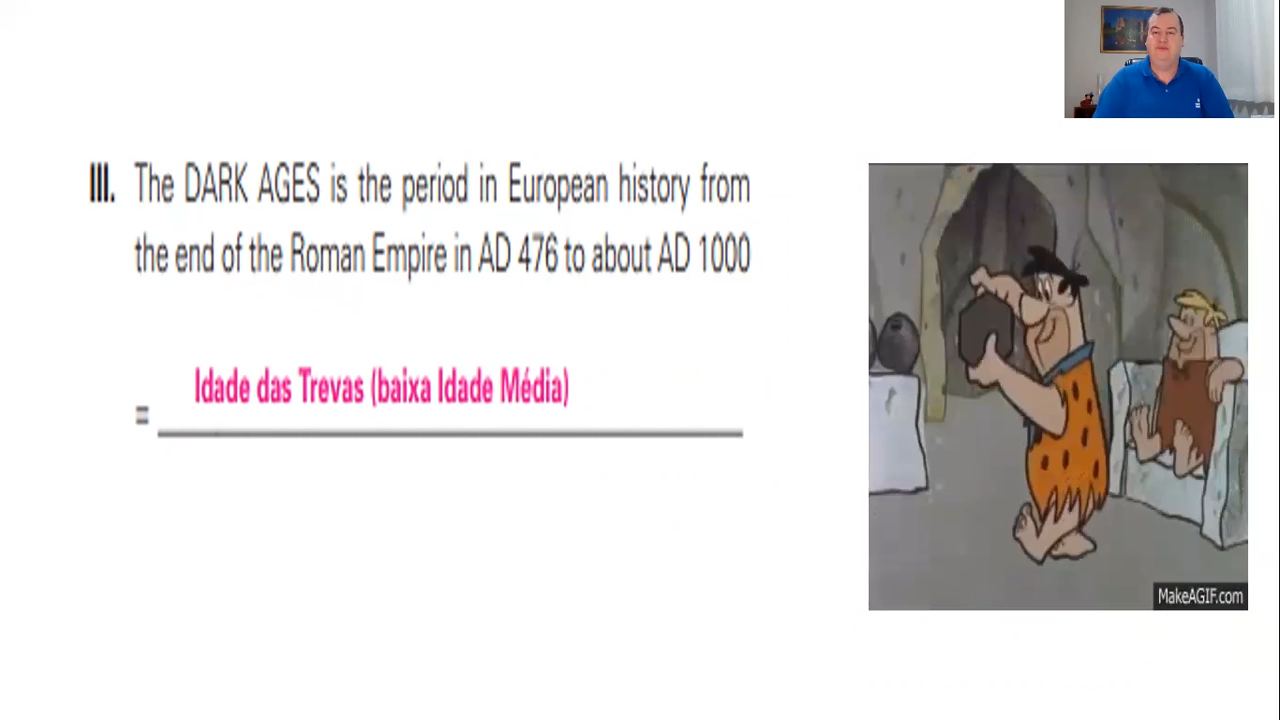 III. The DARK AGES is the period in European history from
the end of the Roman Empire in AD 476 to about AD 1000
Idade das Trevas (baixa Idade Média)
=
MakeAGIF.com